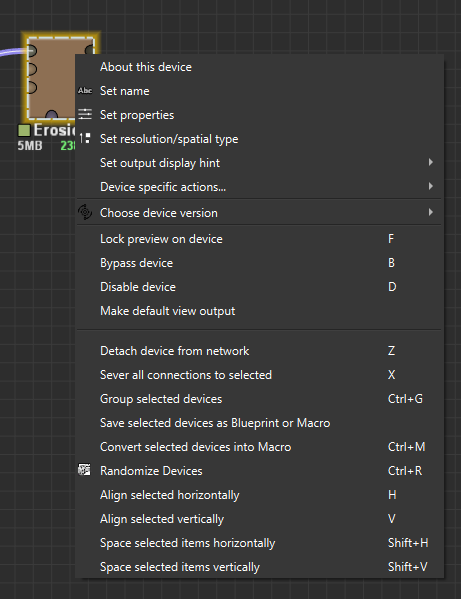 About this device
Abc Set name
Set properties
Set resolution/spatial type
Set output display hint
Device specific actions...
Choose device version
Lock preview on device F
Bypass device B
Disable device D
Make default view output
Detach device from network Z
Sever all connections to selected X
Group selected devices Ctrl+G
Save selected devices as Blueprint or Macro
Convert selected devices into Macro Ctrl+M
Randomize Devices Ctrl+R
Align selected horizontally H
Align selected vertically V
Space selected items horizontally Shift+H
Space selected items vertically Shift+V
Erosio
5MB